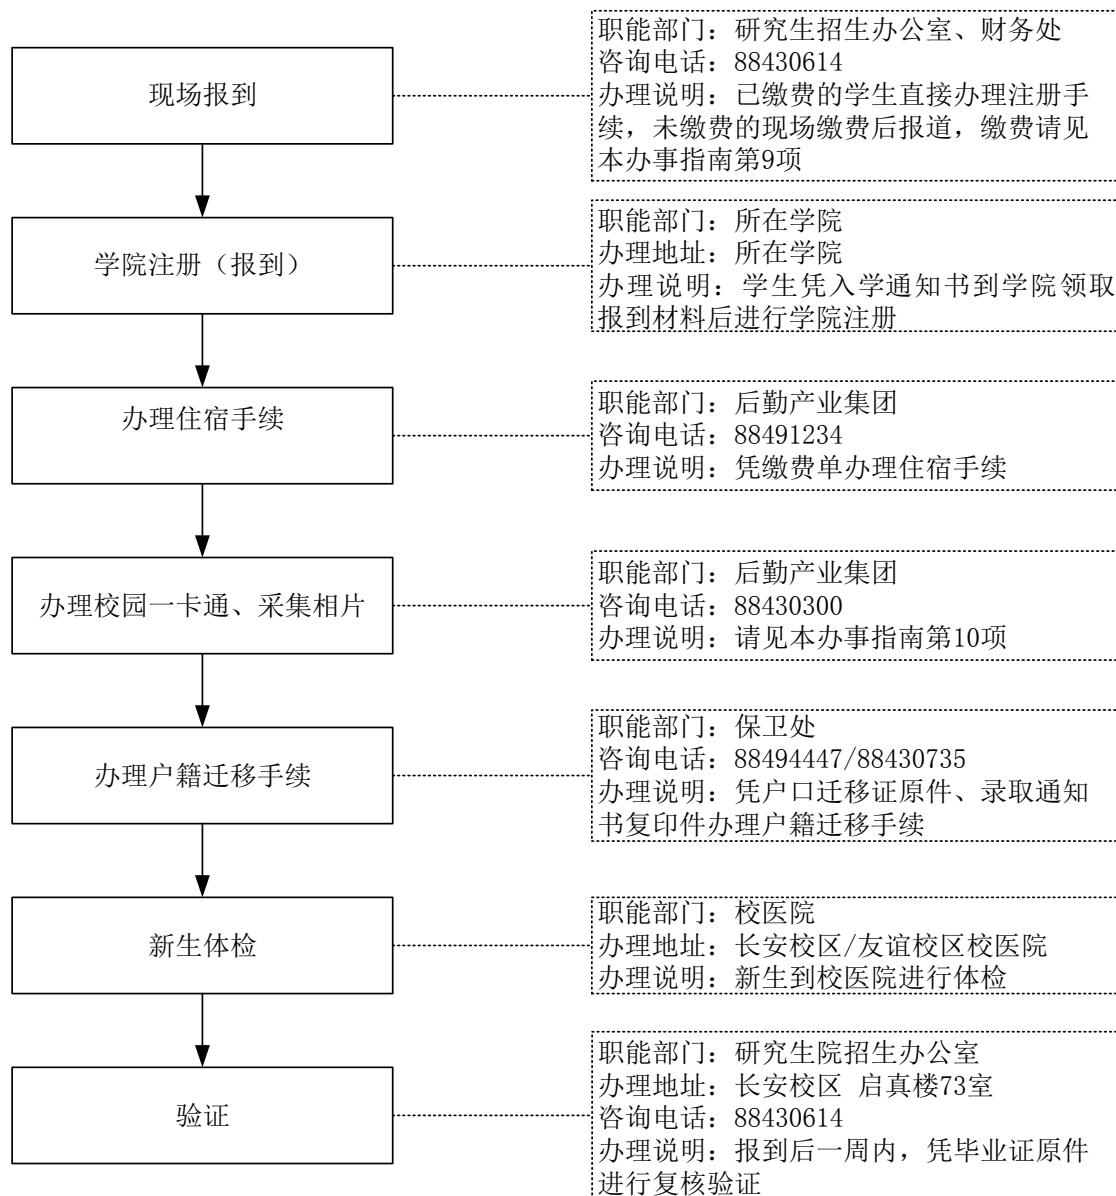 现场报到
职能部门：研究生招生办公室、财务处
咨询电话：88430614
办理说明：已缴费的学生直接办理注册手
续，未缴费的现场缴费后报道，缴费请见
本办事指南第9项
学院注册（报到）
职能部门：所在学院
办理地址：所在学院
办理说明：学生凭入学通知书到学院领取
报到材料后进行学院注册
办理住宿手续
职能部门：后勤产业集团
咨询电话：88491234
办理说明：凭缴费单办理住宿手续
办理校园一卡通、采集相片
职能部门：后勤产业集团
咨询电话：88430300
办理说明：请见本办事指南第10项
办理户籍迁移手续
职能部门：保卫处
咨询电话：88494447/88430735
办理说明：凭户口迁移证原件、录取通知
书复印件办理户籍迁移手续
新生体检
职能部门：校医院
办理地址：长安校区/友谊校区校医院
办理说明：新生到校医院进行体检
验证
职能部门：研究生院招生办公室
办理地址：长安校区 启真楼73室
咨询电话：88430614
办理说明：报到后一周内，凭毕业证原件
进行复核验证